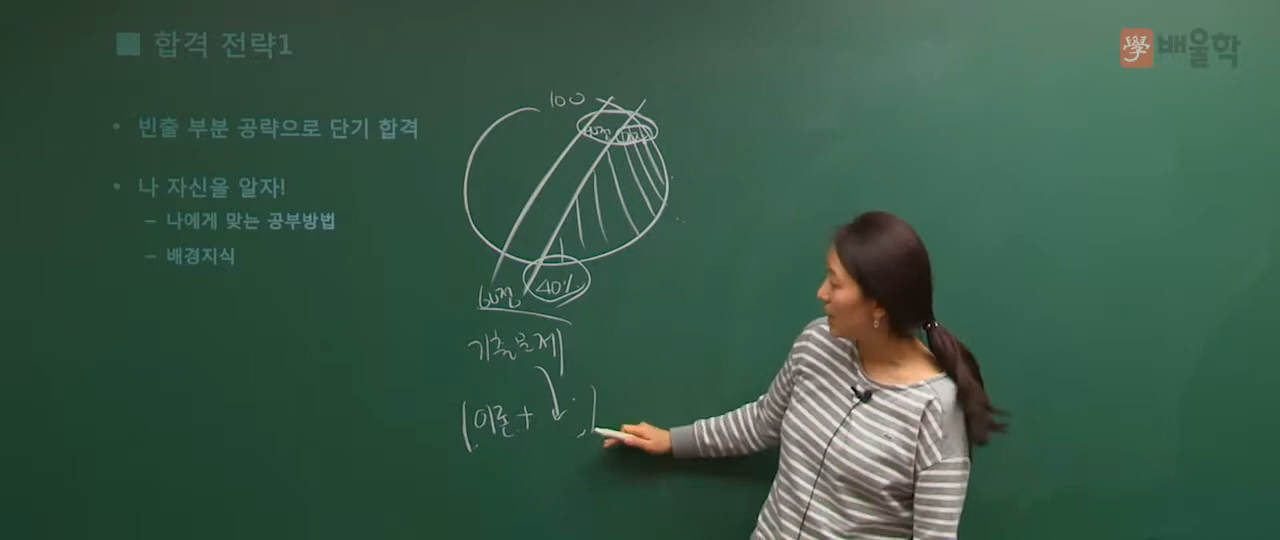 ■ 합격 전략1
學 배울학
• 빈출 부분 공략으로 단기 합격
• 나 자신을 알자!
– 나에게 맞는 공부방법
– 배경지식
100
60점 40%
기출문제
이론 +